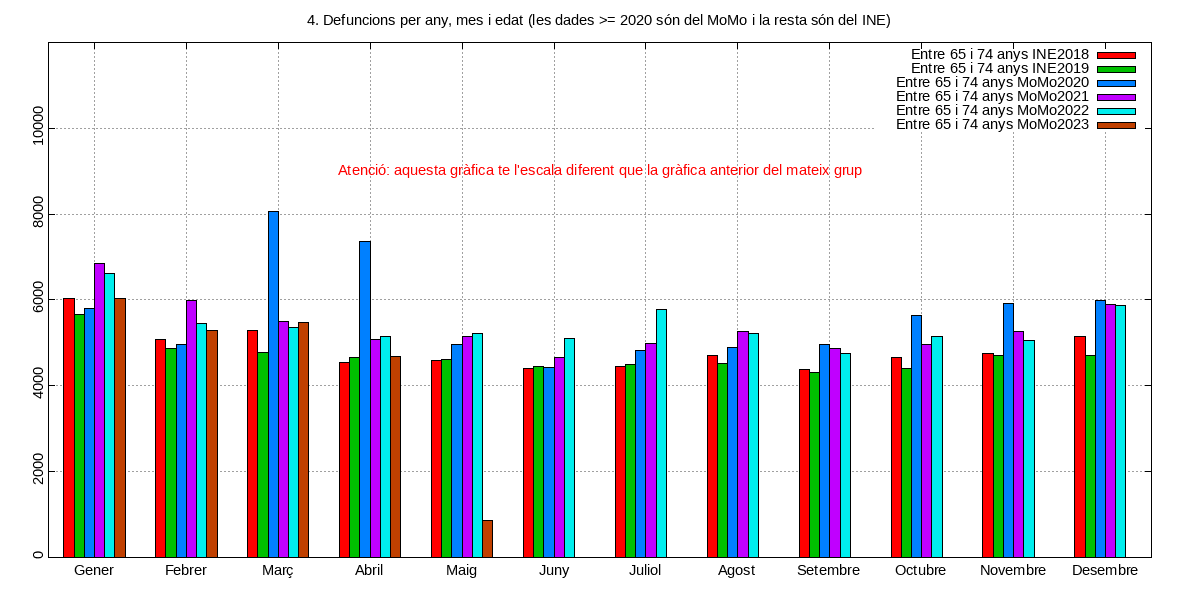 4. Defuncions per any, mes i edat (les dades >= 2020 són del MoMo i la resta són del INE)
Entre 65 i 74 anys INE2018
Entre 65 i 74 anys INE2019
Entre 65 i 74 anys MoMo2020
Entre 65 i 74 anys MoMo2021
Entre 65 i 74 anys MoMo2022
Entre 65 i 74 anys MoMo2023
Atenció: aquesta gràfica te l'escala diferent que la gràfica anterior del mateix grup
10000
8000
6000
4000
2000
0
Gener Febrer Març Abril Maig Juny Juliol Agost Setembre Octubre Novembre Desembre